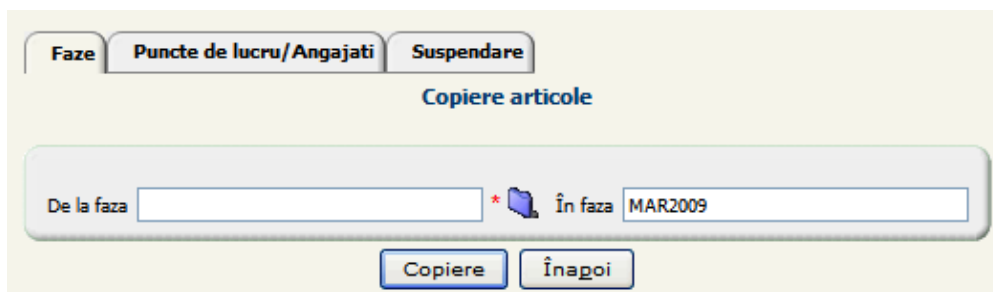 Faze Puncte de lucru/Angajati Suspendare
Copiere articole
De la faza * În faza MAR2009
Copiere Înapoi